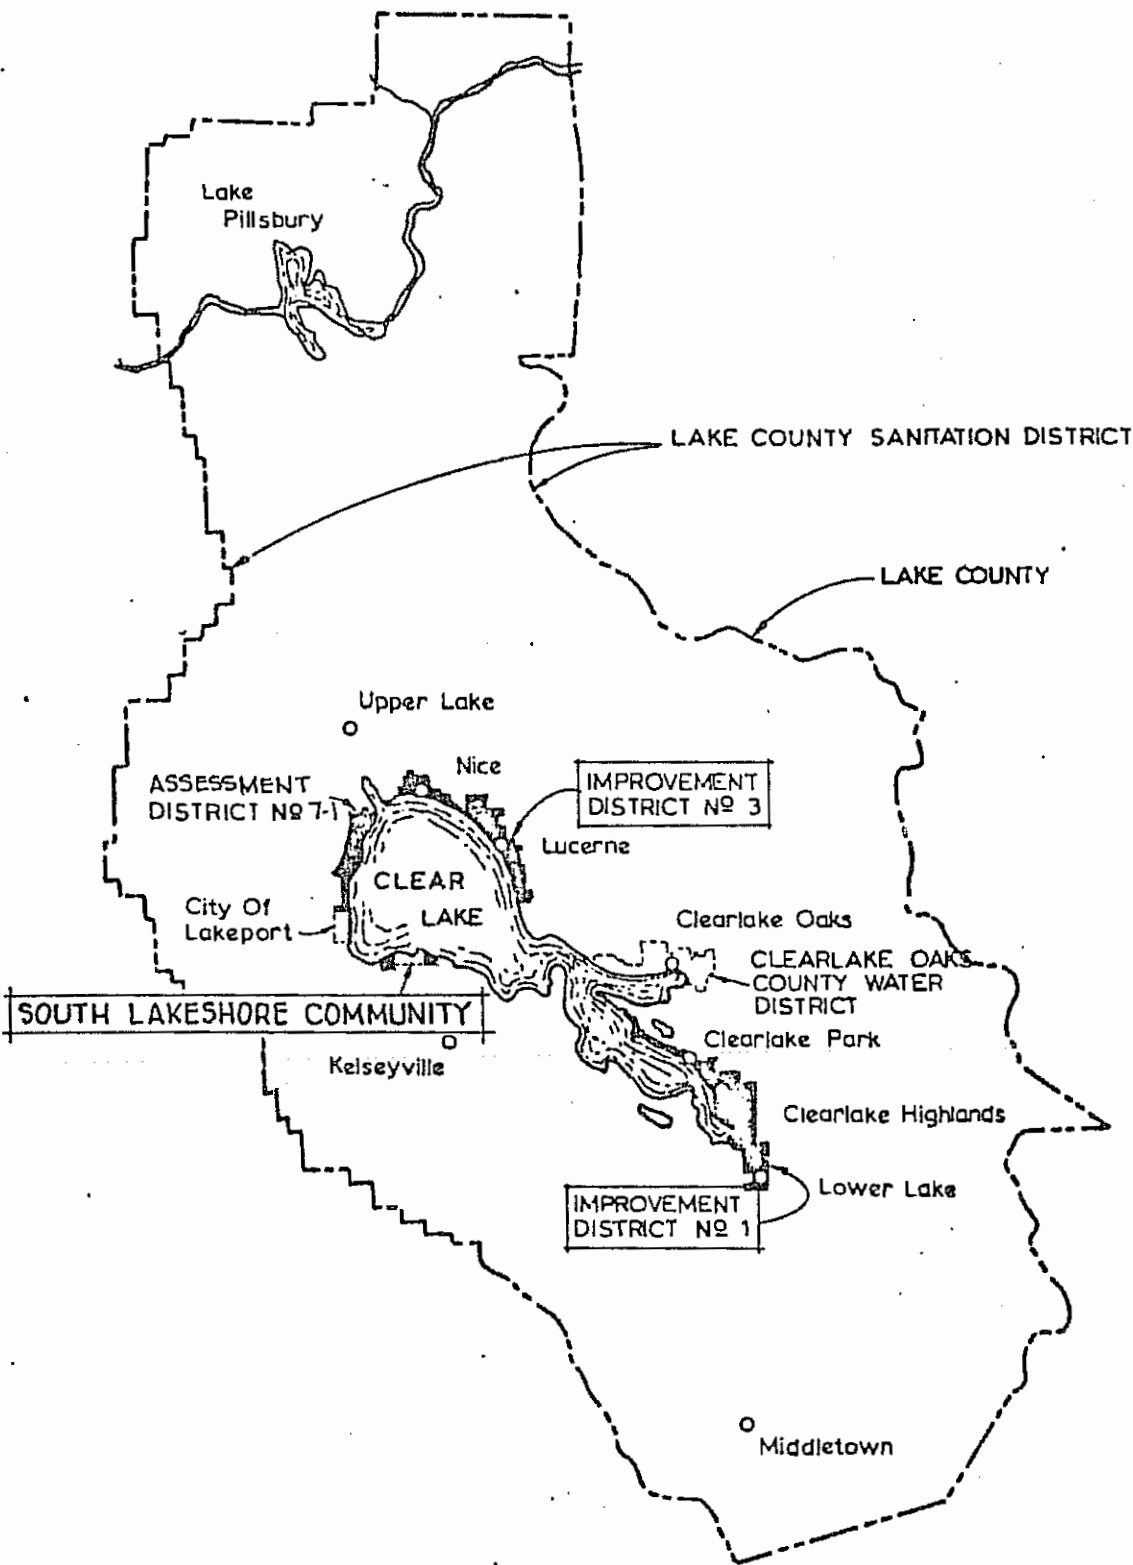 Lake
Pillsbury
LAKE COUNTY SANITATION DISTRICT
LAKE COUNTY
Upper Lake
Nice
ASSESSMENT
DISTRICT Nº 7-1
IMPROVEMENT
DISTRICT Nº 3
Lucerne
CLEAR
LAKE
City Of
Lakeport
Clearlake Oaks
CLEARLAKE OAKS
COUNTY WATER
DISTRICT
SOUTH LAKESHORE COMMUNITY
Clearlake Park
Kelseyville
Clearlake Highlands
Lower Lake
IMPROVEMENT
DISTRICT Nº 1
Middletown